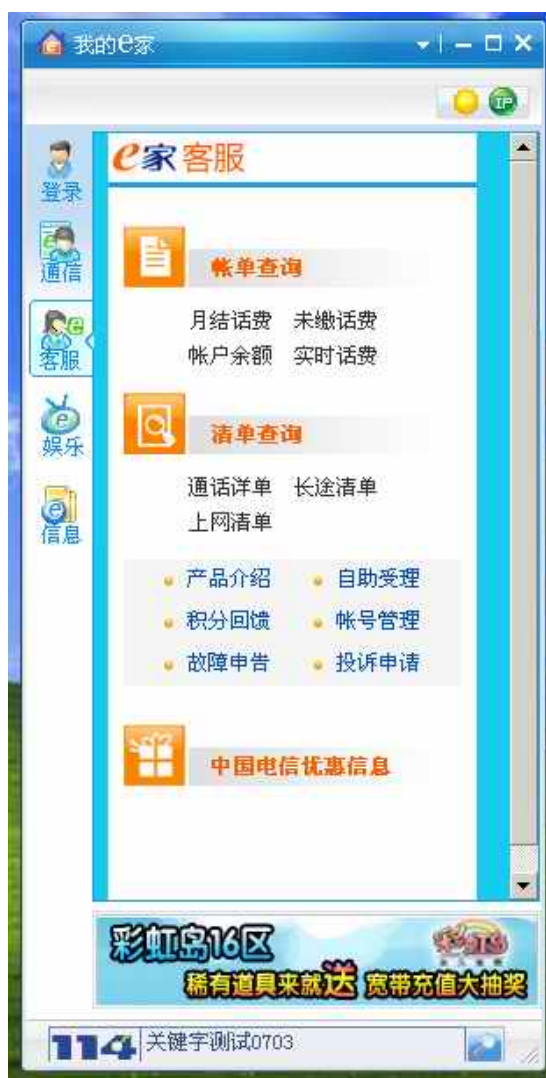 我的e家
IP
登录
通信
客服
娱乐
信息
e家客服
帐单查询
月结话费 未缴话费
帐户余额 实时话费
清单查询
通话详单 长途清单
上网清单
产品介绍 自助受理
积分回馈 帐号管理
故障申告 投诉申请
中国电信优惠信息
彩虹岛16区
稀有道具来就送 宽带充值大抽奖
114 关键字测试0703